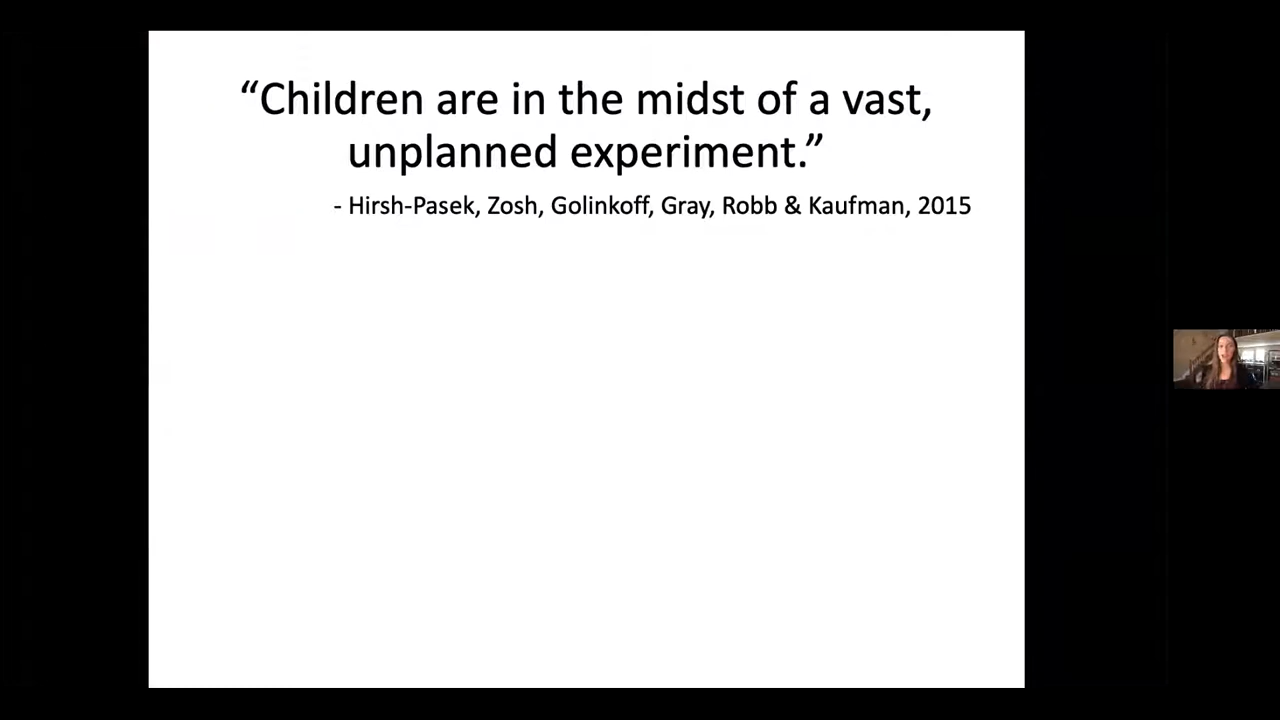 “Children are in the midst of a vast,
unplanned experiment.”
- Hirsh-Pasek, Zosh, Golinkoff, Gray, Robb & Kaufman, 2015